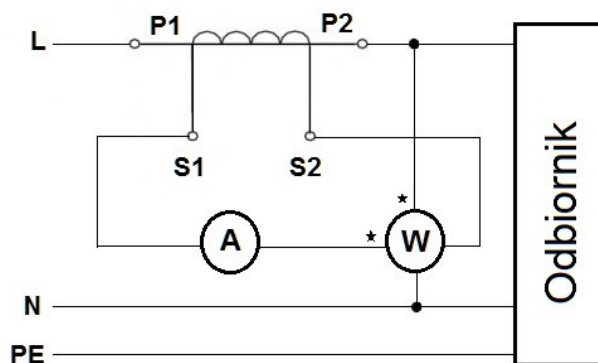 L P1 P2
S1 S2
A W
N
PE
Odbiornik